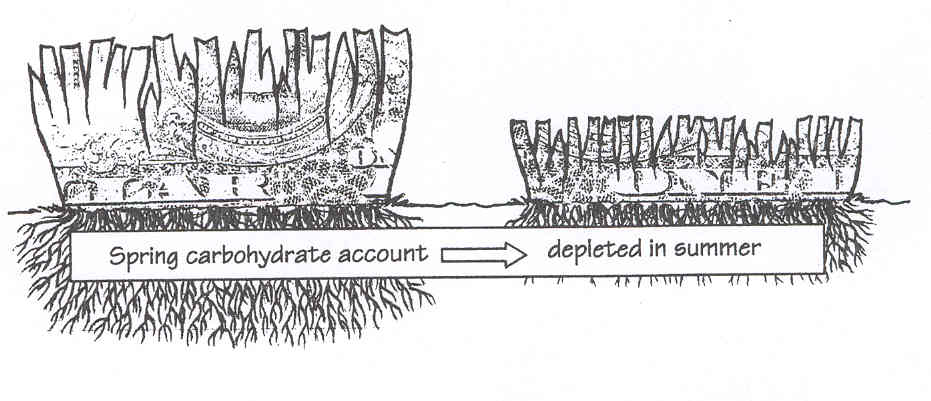 Spring carbohydrate account
depleted in summer